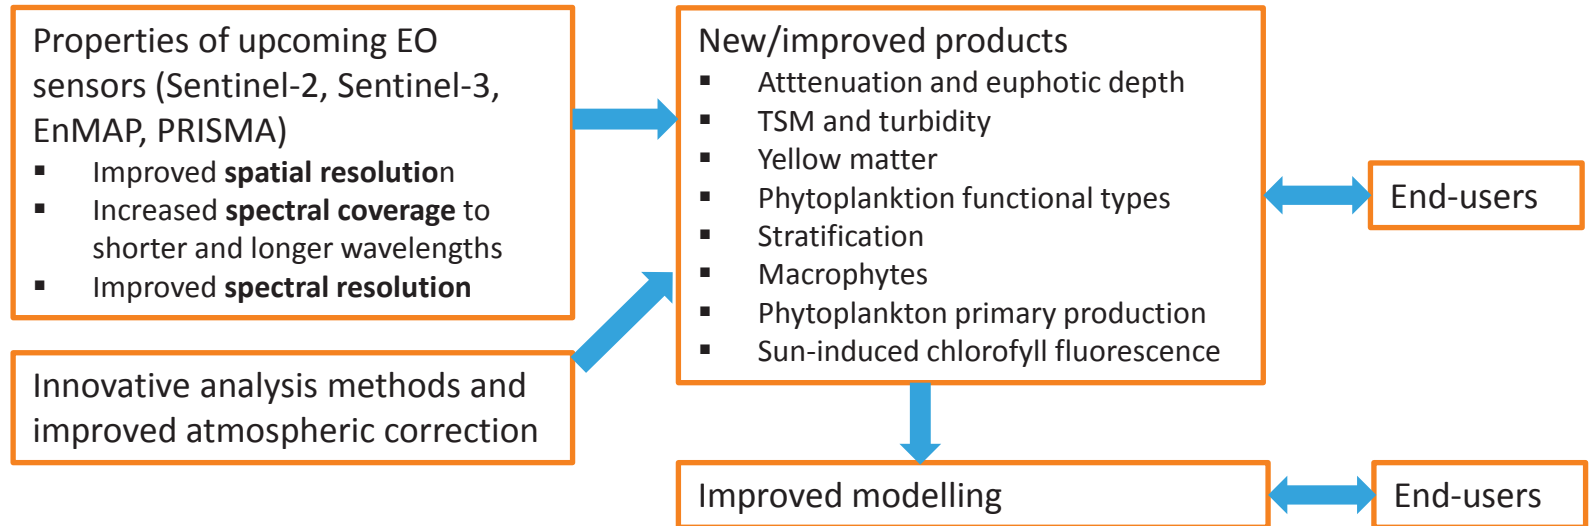 Properties of upcoming EO
sensors (Sentinel-2, Sentinel-3,
EnMAP, PRISMA)
▪ Improved spatial resolution
▪ Increased spectral coverage to
shorter and longer wavelengths
▪ Improved spectral resolution
Innovative analysis methods and
improved atmospheric correction
New/improved products
▪ Atttenuation and euphotic depth
▪ TSM and turbidity
▪ Yellow matter
▪ Phytoplanktion functional types
▪ Stratification
▪ Macrophytes
▪ Phytoplankton primary production
▪ Sun-induced chlorofyll fluorescence
End-users
Improved modelling
End-users